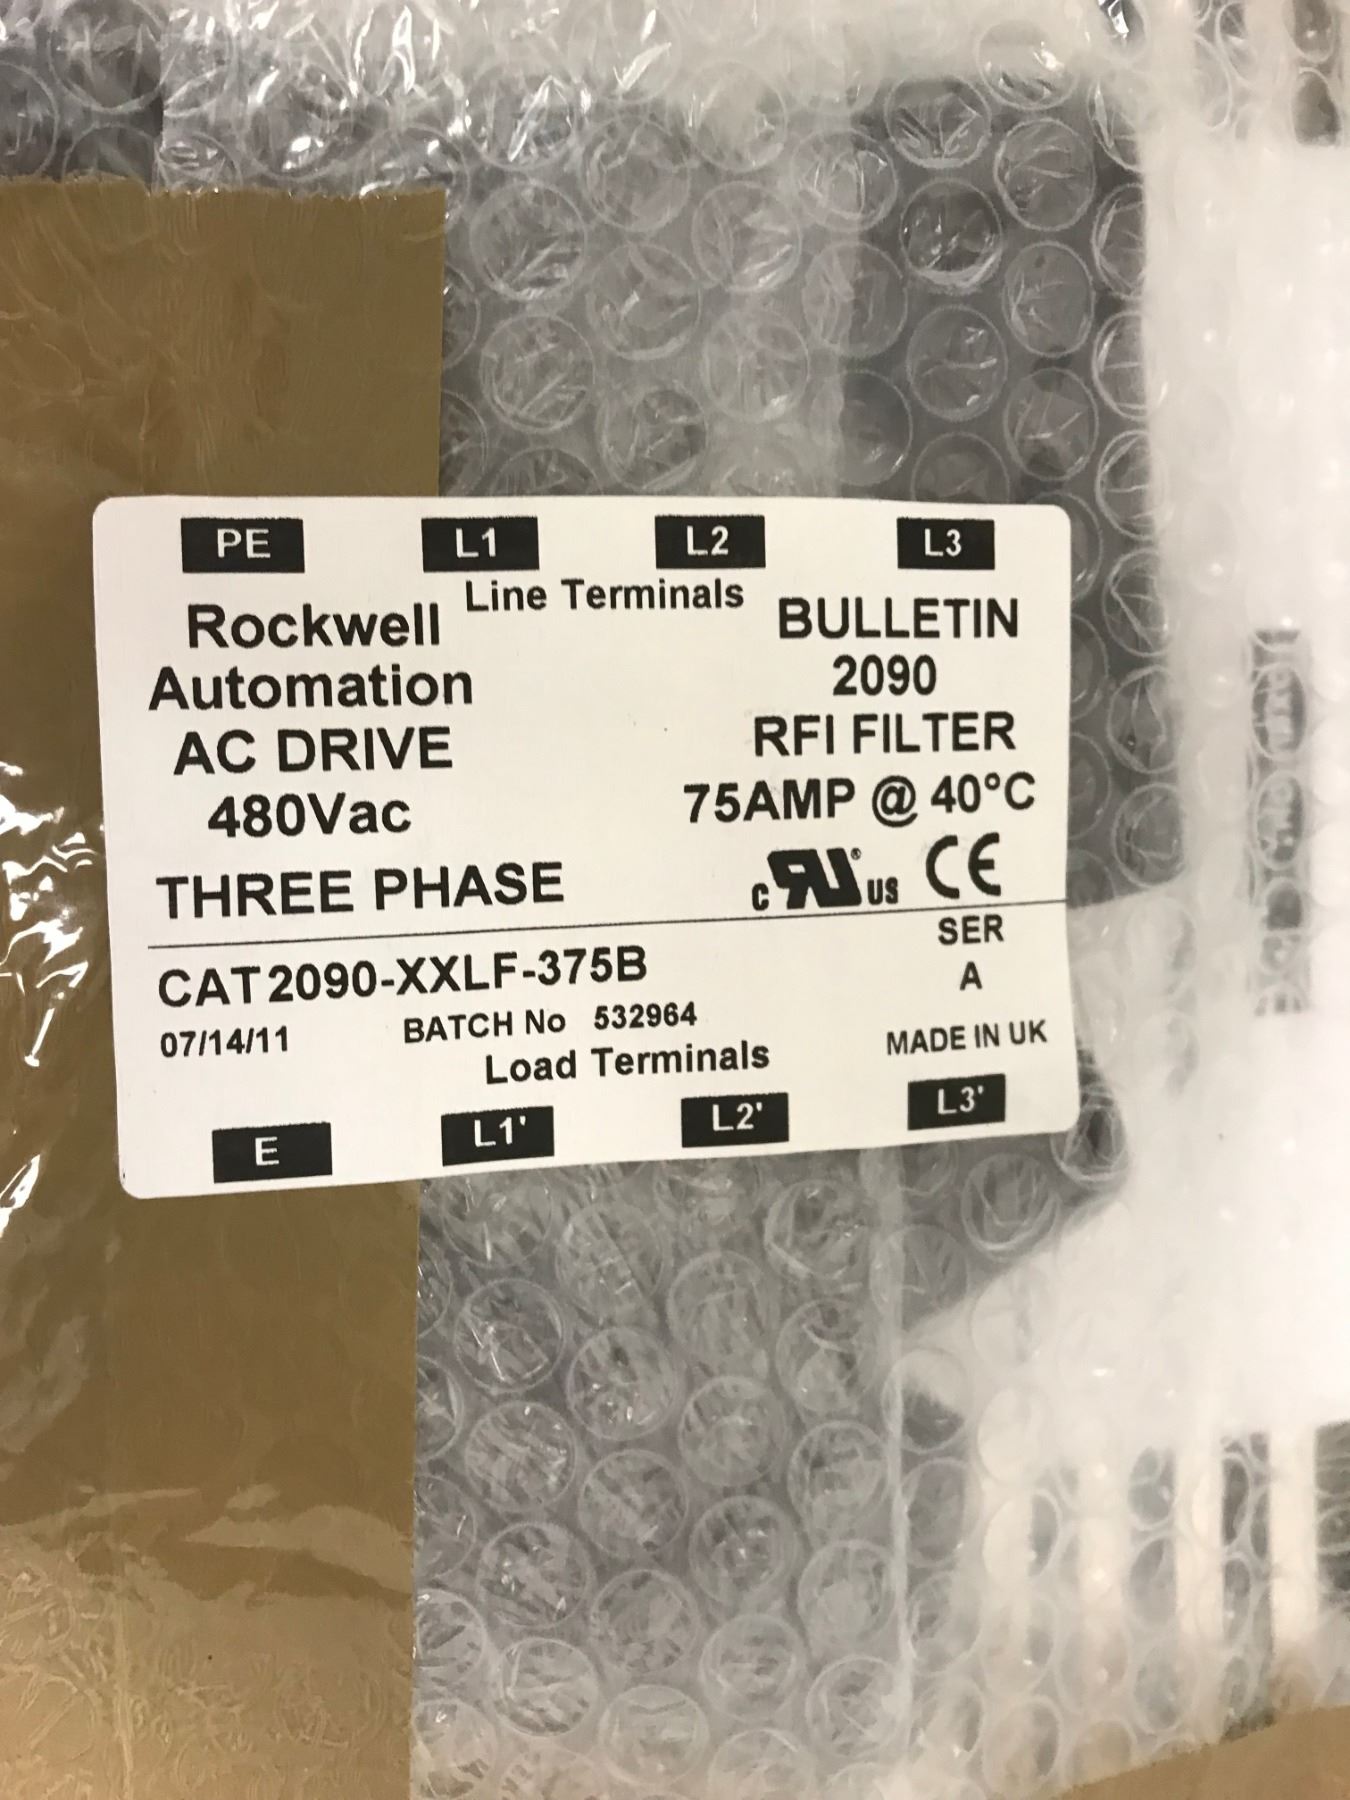 PE L1 L2 L3
Line Terminals
Rockwell
Automation
AC DRIVE
480Vac
THREE PHASE
BULLETIN
2090
RFI FILTER
75AMP @ 40°C
c RU® US CE
CAT2090-XXLF-375B
SER
A
07/14/11 BATCH No 532964
MADE IN UK
Load Terminals
E L1' L2' L3'